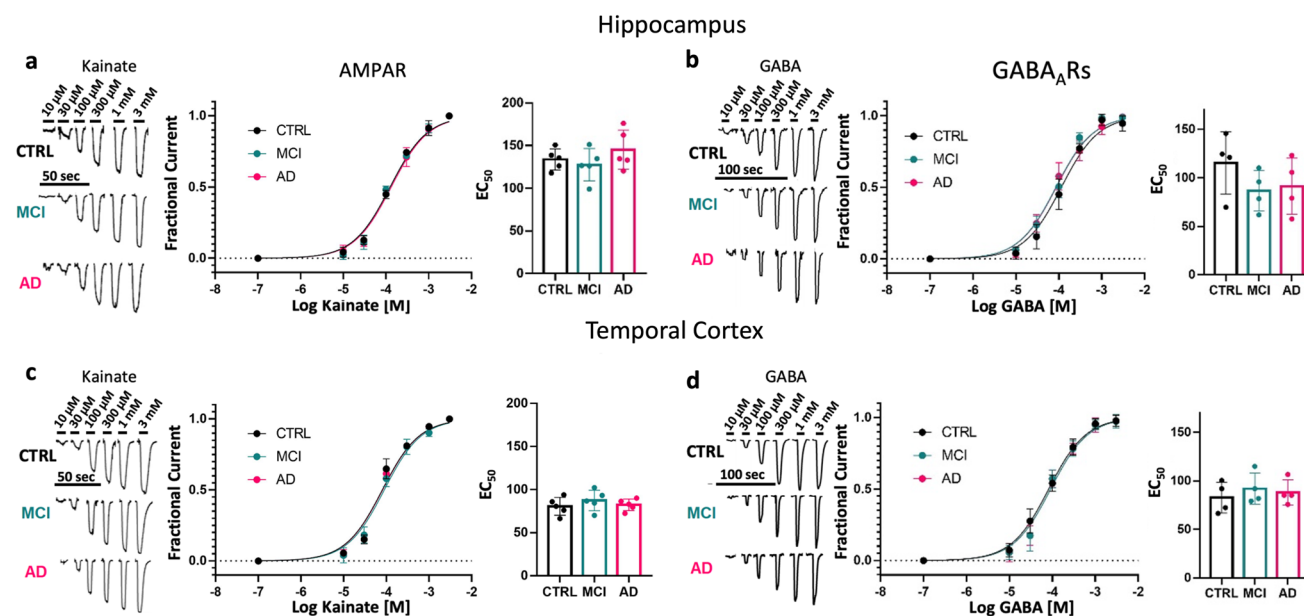 Hippocampus
a
Kainate
10 µM
30 µM
100 µM
300 µM
1 mM
3 mM
CTRL
50 sec
MCI
AD
AMPAR
Fractional Current
1.0
0.5
0.0
CTRL
MCI
AD
-7 -6 -5 -4 -3 -2 -1
Log Kainate [M]
EC50
200
150
100
50
0
CTRL MCI AD
b
GABA
10 µM
30 µM
100 µM
300 µM
1 mM
3 mM
CTRL
100 sec
MCI
AD
GABAARs
Fractional Current
1.0
0.5
0.0
CTRL
MCI
AD
-8 -7 -6 -5 -4 -3 -2 -1
Log GABA [M]
EC50
150
100
50
0
CTRL MCI AD
Temporal Cortex
c
Kainate
10 µM
30 µM
100 µM
300 µM
1 mM
3 mM
CTRL
50 sec
MCI
AD
Fractional Current
1.0
0.5
0.0
CTRL
MCI
AD
-8 -7 -6 -5 -4 -3 -2 -1
Log Kainate [M]
EC50
200
150
100
50
0
CTRL MCI AD
d
GABA
10 µM
30 µM
100 µM
300 µM
1 mM
3 mM
CTRL
100 sec
MCI
AD
Fractional Current
1.0
0.5
0.0
CTRL
MCI
AD
-8 -7 -6 -5 -4 -3 -2 -1
Log GABA [M]
EC50
150
100
50
0
CTRL MCI AD